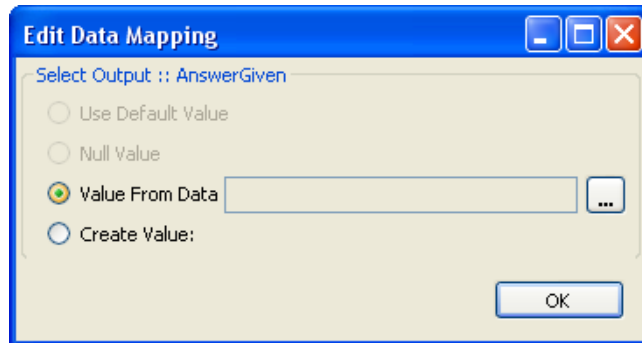 Edit Data Mapping
Select Output :: AnswerGiven
Use Default Value
Null Value
Value From Data ...
Create Value:
OK